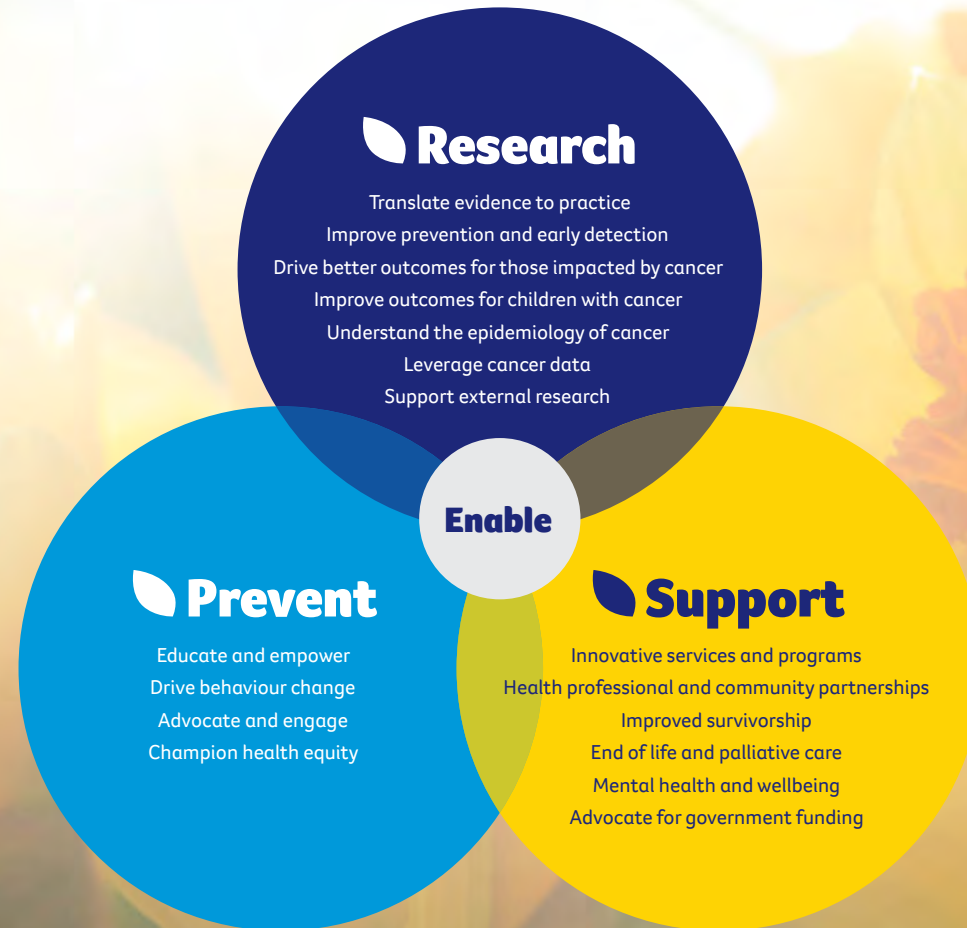 Research
Translate evidence to practice
Improve prevention and early detection
Drive better outcomes for those impacted by cancer
Improve outcomes for children with cancer
Understand the epidemiology of cancer
Leverage cancer data
Support external research
Enable
Prevent
Educate and empower
Drive behaviour change
Advocate and engage
Champion health equity
Support
Innovative services and programs
Health professional and community partnerships
Improved survivorship
End of life and palliative care
Mental health and wellbeing
Advocate for government funding